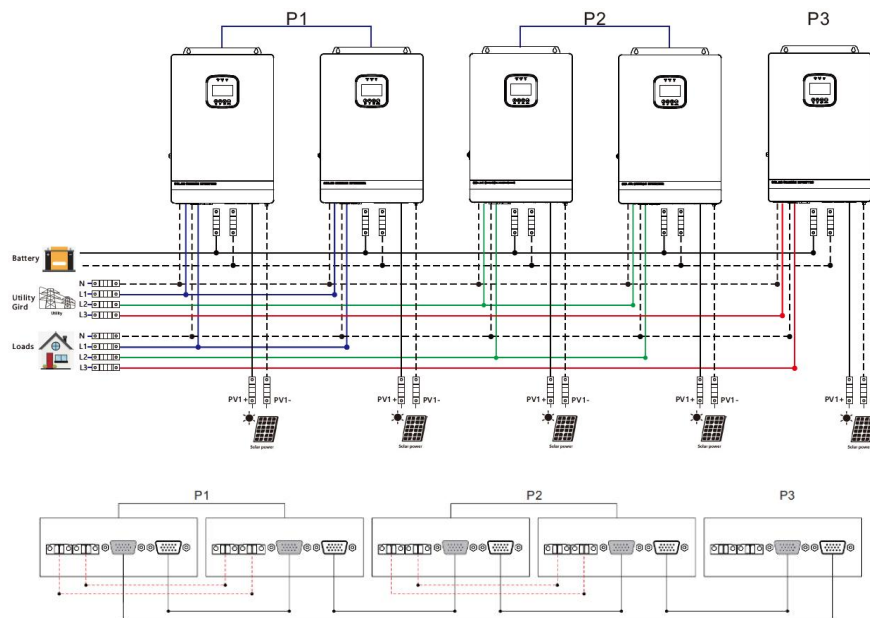 P1 P2 P3
Battery
N
L1
Utility
Gird
Utility
L2
L3
N
Loads
L1
L2
L3
PV1+ PV1- PV1+ PV1- PV1+ PV1- PV1+ PV1- PV1+
Solar power Solar power Solar power Solar power Solar power
P1 P2 P3